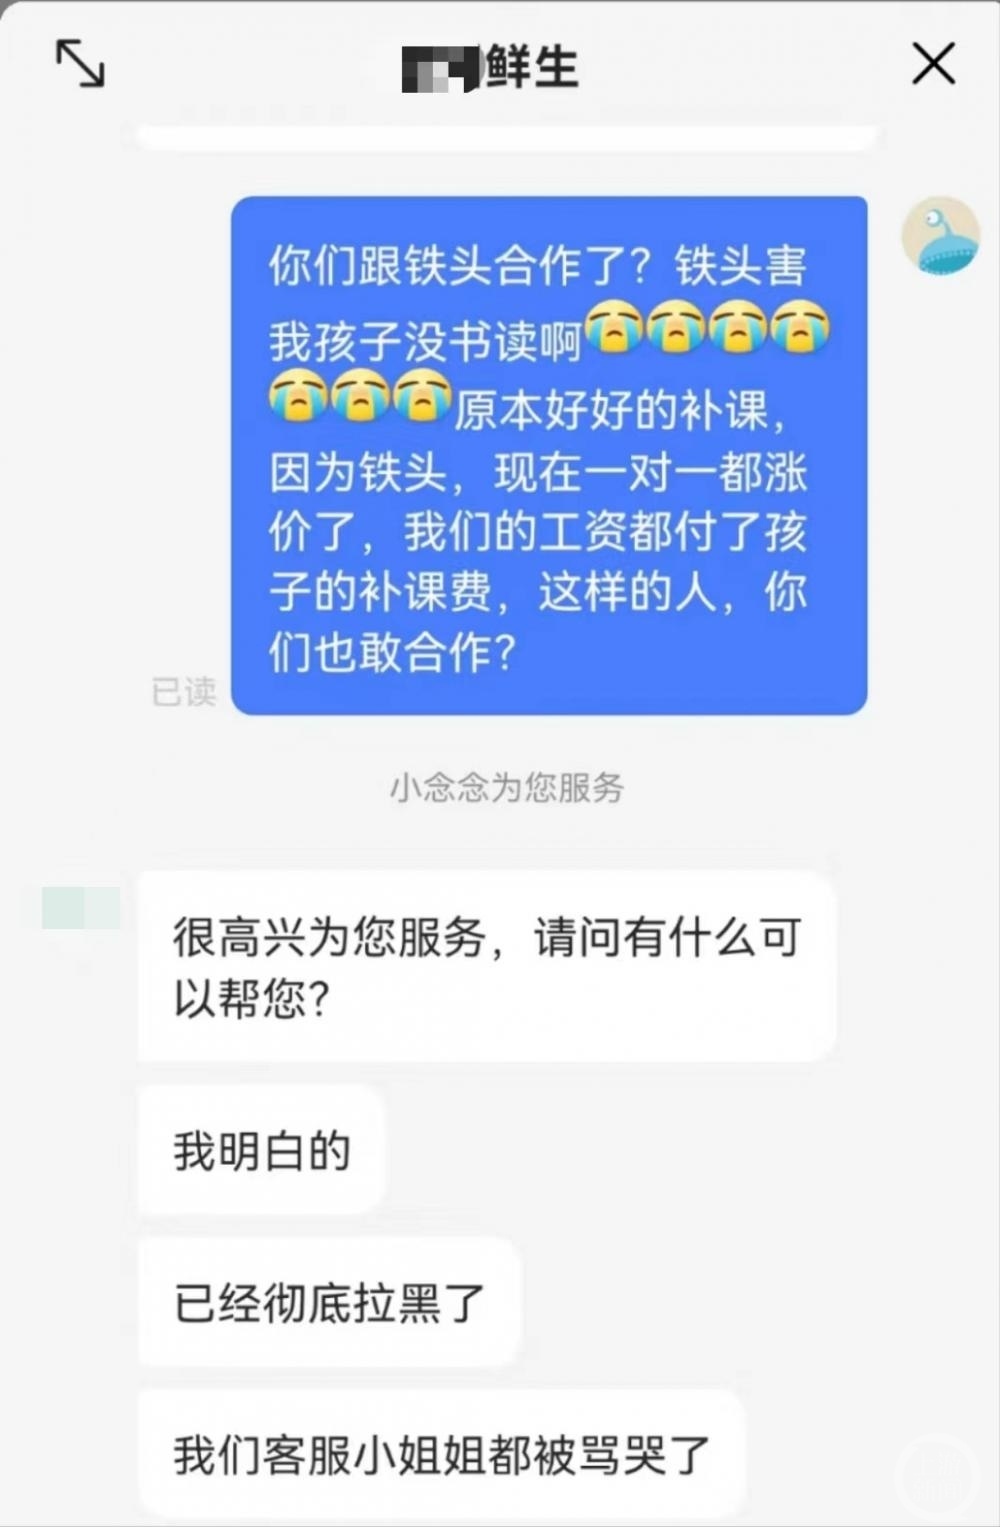 鲜生
你们跟铁头合作了？铁头害
我孩子没书读啊😭😭😭😭
😭😭😭原本好好的补课，
因为铁头，现在一对一都涨
价了，我们的工资都付了孩
子的补课费，这样的人，你
们也敢合作？
已读
小念念为您服务
很高兴为您服务，请问有什么可
以帮您？
我明白的
已经彻底拉黑了
我们客服小姐姐都被骂哭了